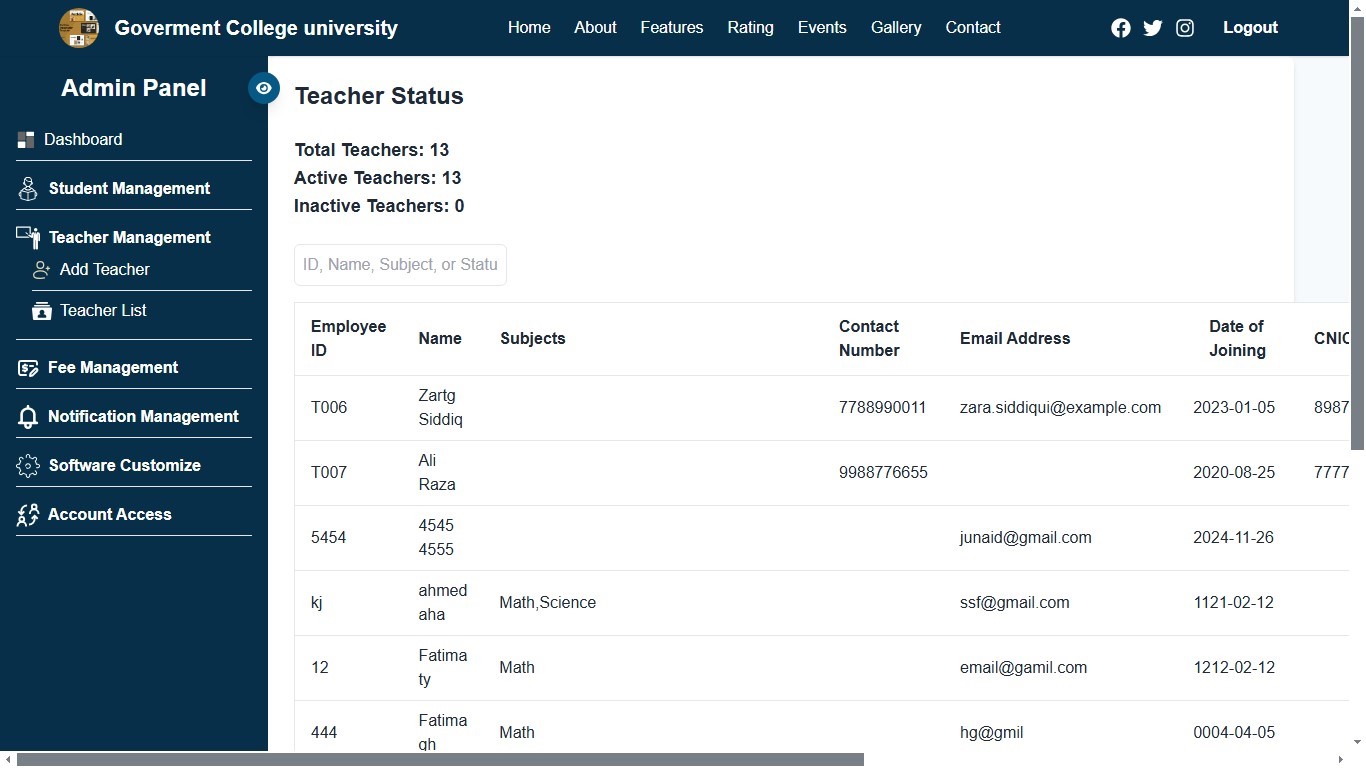 Goverment College university
Home About Features Rating Events Gallery Contact
Logout
Admin Panel
Dashboard
Student Management
Teacher Management
Add Teacher
Teacher List
Fee Management
Notification Management
Software Customize
Account Access
Teacher Status
Total Teachers: 13
Active Teachers: 13
Inactive Teachers: 0
ID, Name, Subject, or Statu
Employee ID Name Subjects Contact Number Email Address Date of Joining CNIC
T006 Zartg Siddiq 7788990011 zara.siddiqui@example.com 2023-01-05 8987
T007 Ali Raza 9988776655 2020-08-25 7777
5454 4545 4555 junaid@gmail.com 2024-11-26
kj ahmed aha Math,Science ssf@gmail.com 1121-02-12
12 Fatima ty Math email@gamil.com 1212-02-12
444 Fatima gh Math hg@gmil 0004-04-05